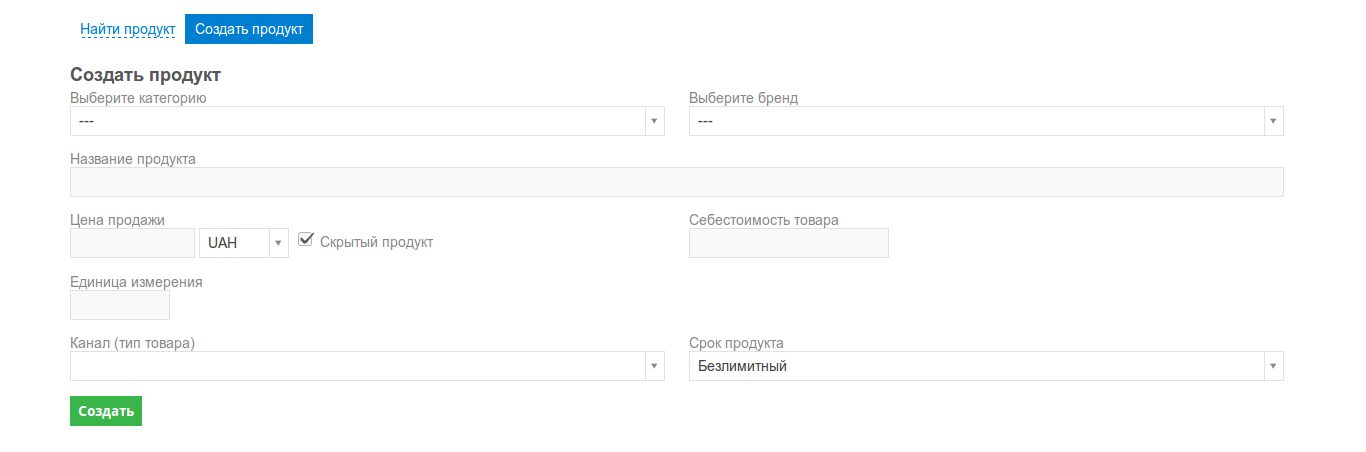 Найти продукт Создать продукт
Создать продукт
Выберите категорию Выберите бренд
--- ---
Название продукта
Цена продажи Себестоимость товара
UAH Скрытый продукт
Единица измерения
Канал (тип товара) Срок продукта
Безлимитный
Создать